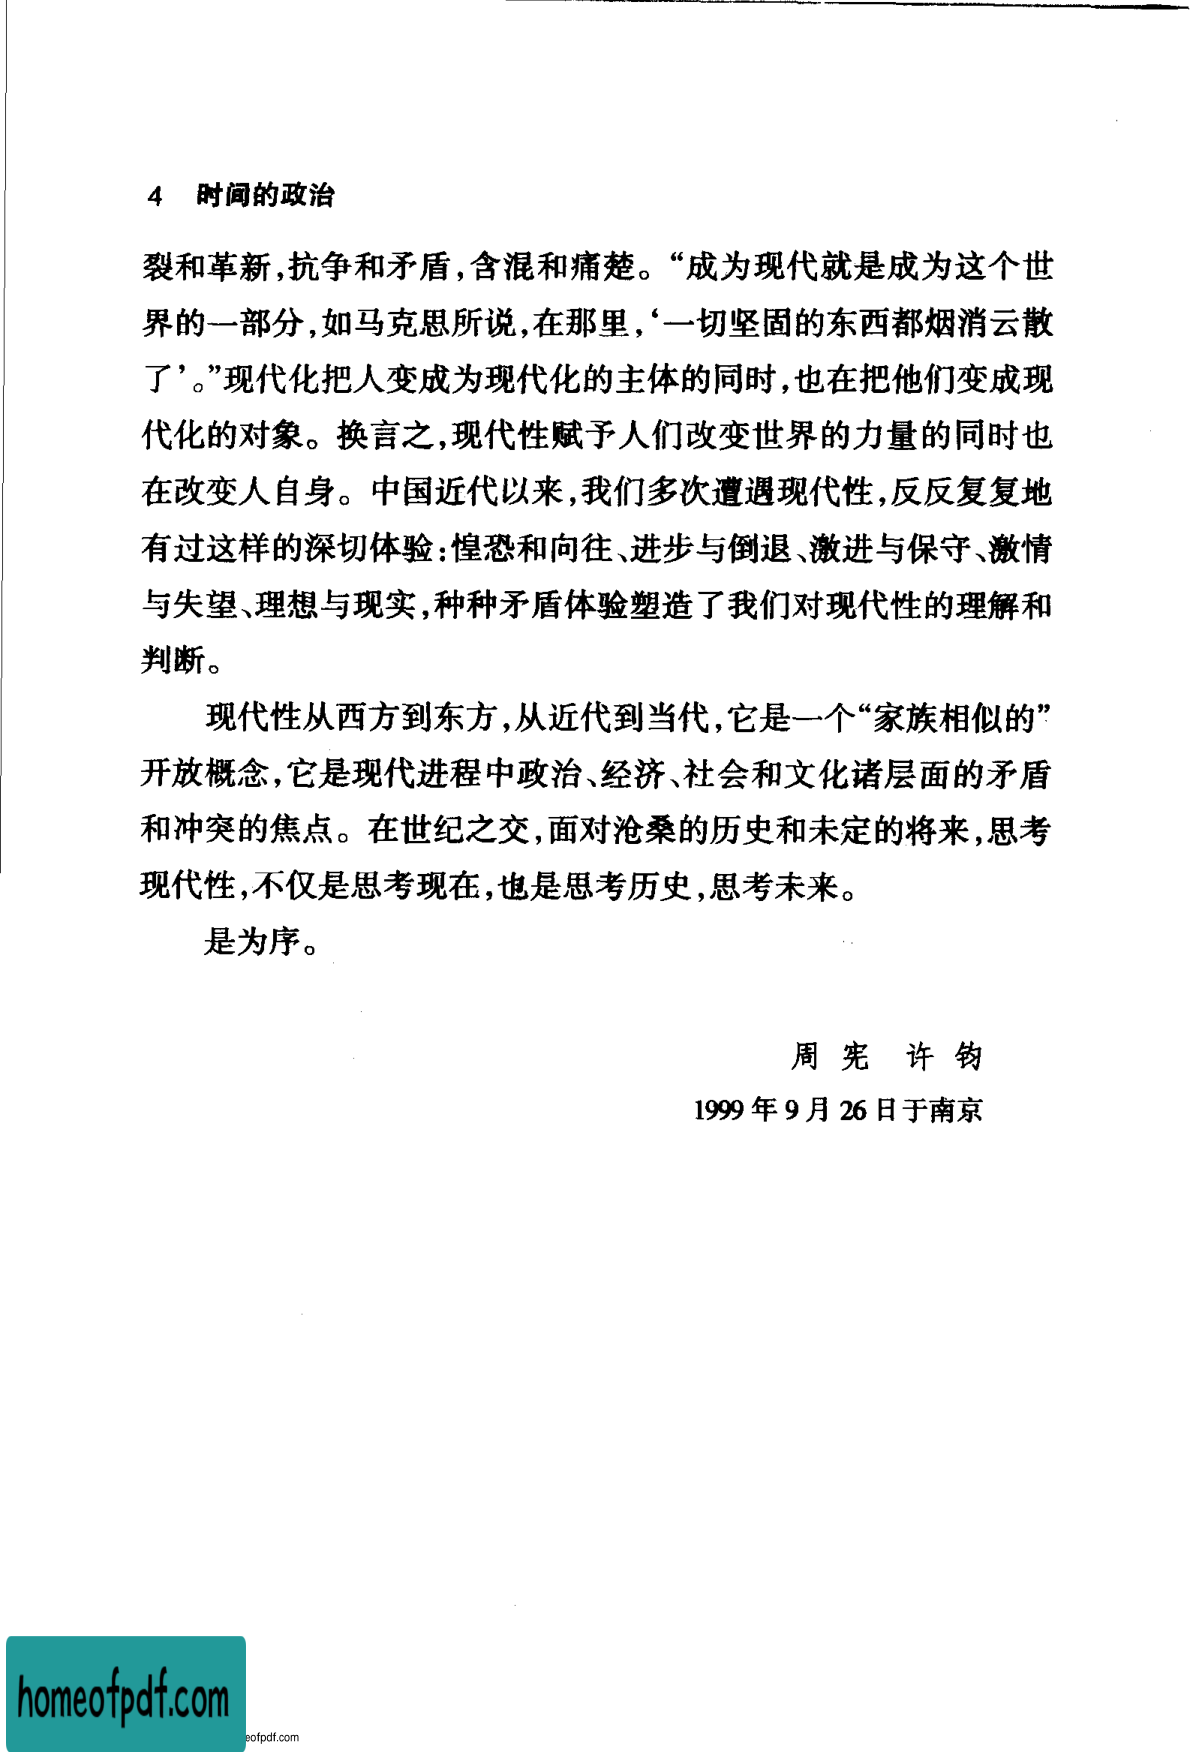 4 时间的政治
裂和革新,抗争和矛盾,含混和痛楚。“成为现代就是成为这个世
界的一部分,如马克思所说,在那里,‘一切坚固的东西都烟消云散
了’。”现代化把人变成为现代化的主体的同时,也在把他们变成现
代化的对象。换言之,现代性赋予人们改变世界的力量的同时也
在改变人自身。中国近代以来,我们多次遭遇现代性,反反复复地
有过这样的深切体验:惶恐和向往、进步与倒退、激进与保守、激情
与失望、理想与现实,种种矛盾体验塑造了我们对现代性的理解和
判断。
现代性从西方到东方,从近代到当代,它是一个“家族相似的”
开放概念,它是现代进程中政治、经济、社会和文化诸层面的矛盾
和冲突的焦点。在世纪之交,面对沧桑的历史和未定的将来,思考
现代性,不仅是思考现在,也是思考历史,思考未来。
是为序。
周宪 许钧
1999年9月26日于南京
homeofpdf.com
eofpdf.com